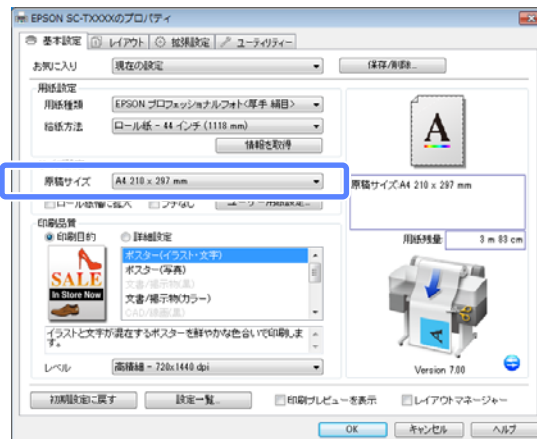 EPSON SC-TXXXXのプロパティ
基本設定 レイアウト 拡張設定 ユーティリティー
お気に入り 現在の設定 保存/削除...
用紙設定
用紙種類 EPSON プロフェッショナルフォト<厚手 絹目>
給紙方法 ロール紙 - 44 インチ (1118 mm)
情報を取得
原稿サイズ A4 210 x 297 mm
ロール紙幅に拡大 フチなし ユーザー用紙設定...
A
原稿サイズ:A4 210 x 297 mm
用紙残量 3 m 83 cm
印刷品質
印刷目的 詳細設定
SALE
In Store Now
ポスター(イラスト・文字)
ポスター(写真)
文書/掲示物(黒)
文書/掲示物(カラー)
CAD/線画(黒)
イラストと文字が混在するポスターを鮮やかな色合いで印刷します。
レベル 高精細 - 720x1440 dpi
A
Version 7.00
初期設定に戻す 設定一覧... 印刷プレビューを表示 レイアウトマネージャー
OK キャンセル ヘルプ